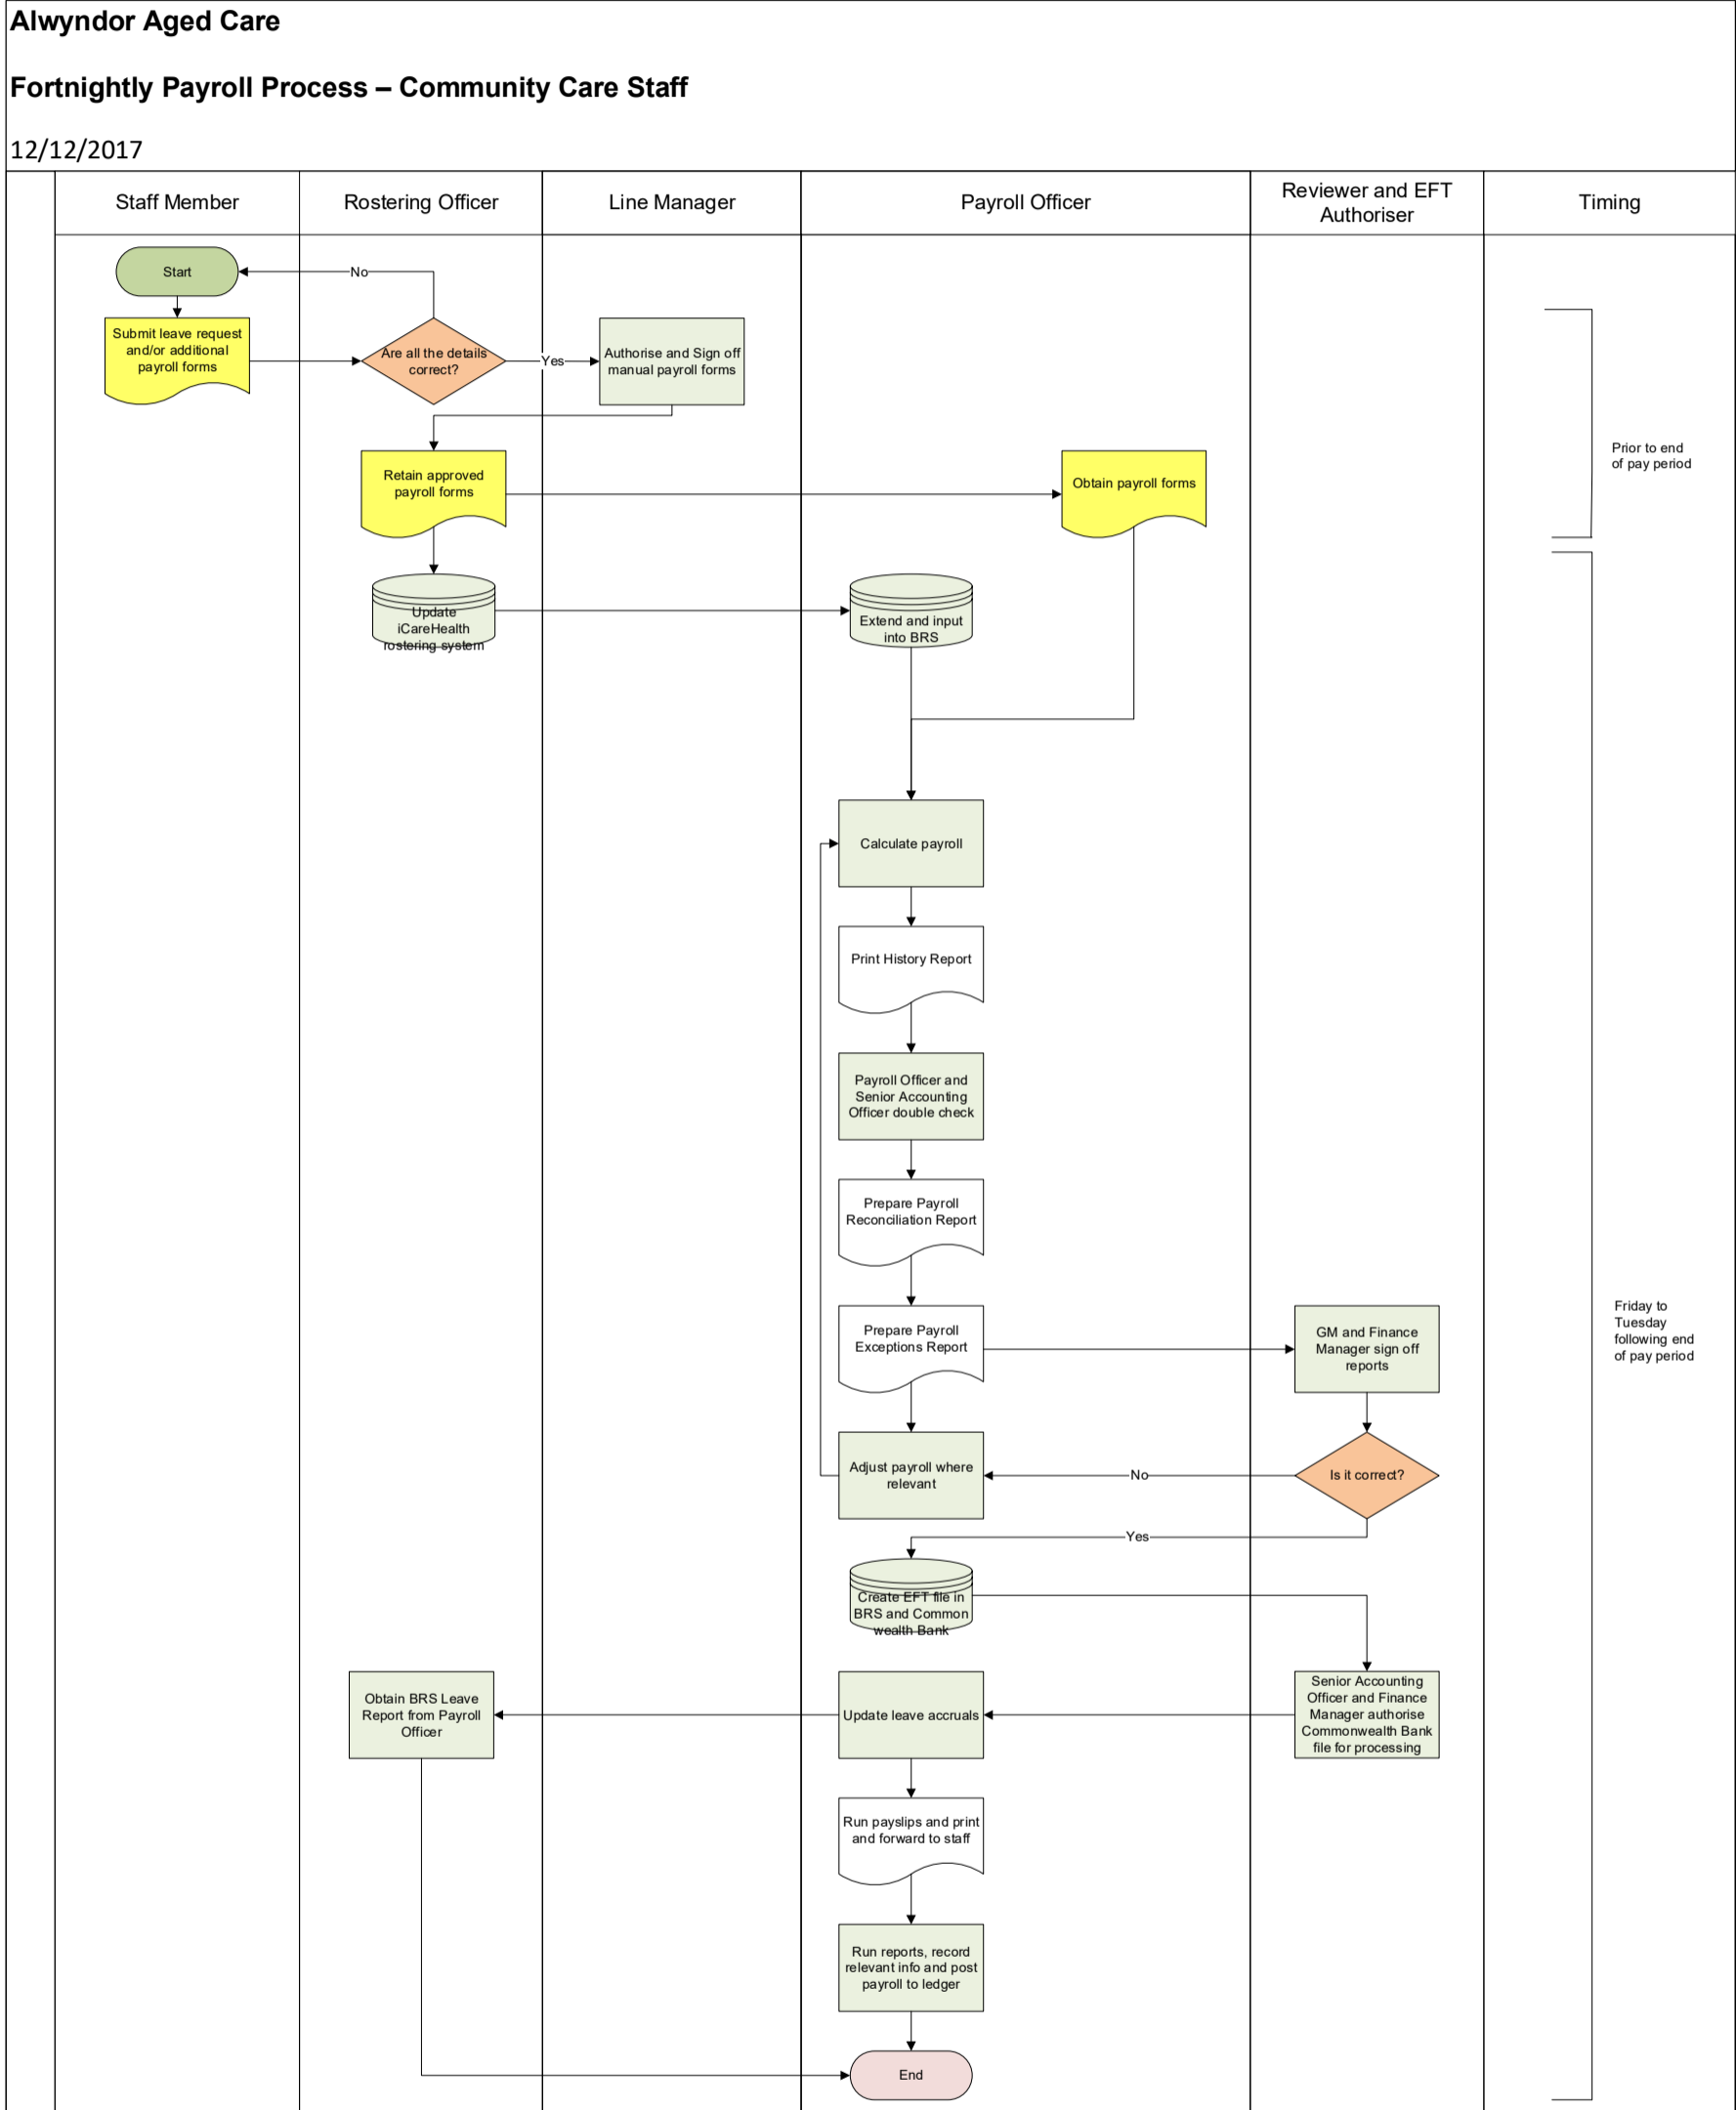 Alwyndor Aged Care
Fortnightly Payroll Process – Community Care Staff
12/12/2017
Staff Member
Rostering Officer
Line Manager
Payroll Officer
Reviewer and EFT
Authoriser
Timing
Start
No
Submit leave request
and/or additional
payroll forms
Are all the details
correct?
Yes
Authorise and Sign off
manual payroll forms
Retain approved
payroll forms
Obtain payroll forms
Prior to end
of pay period
Update
iCareHealth
rostering system
Extend and input
into BRS
Calculate payroll
Print History Report
Payroll Officer and
Senior Accounting
Officer double check
Prepare Payroll
Reconciliation Report
Prepare Payroll
Exceptions Report
GM and Finance
Manager sign off
reports
Friday to
Tuesday
following end
of pay period
Adjust payroll where
relevant
No
Is it correct?
Yes
Create EFT file in
BRS and Common
wealth Bank
Obtain BRS Leave
Report from Payroll
Officer
Update leave accruals
Senior Accounting
Officer and Finance
Manager authorise
Commonwealth Bank
file for processing
Run payslips and print
and forward to staff
Run reports, record
relevant info and post
payroll to ledger
End